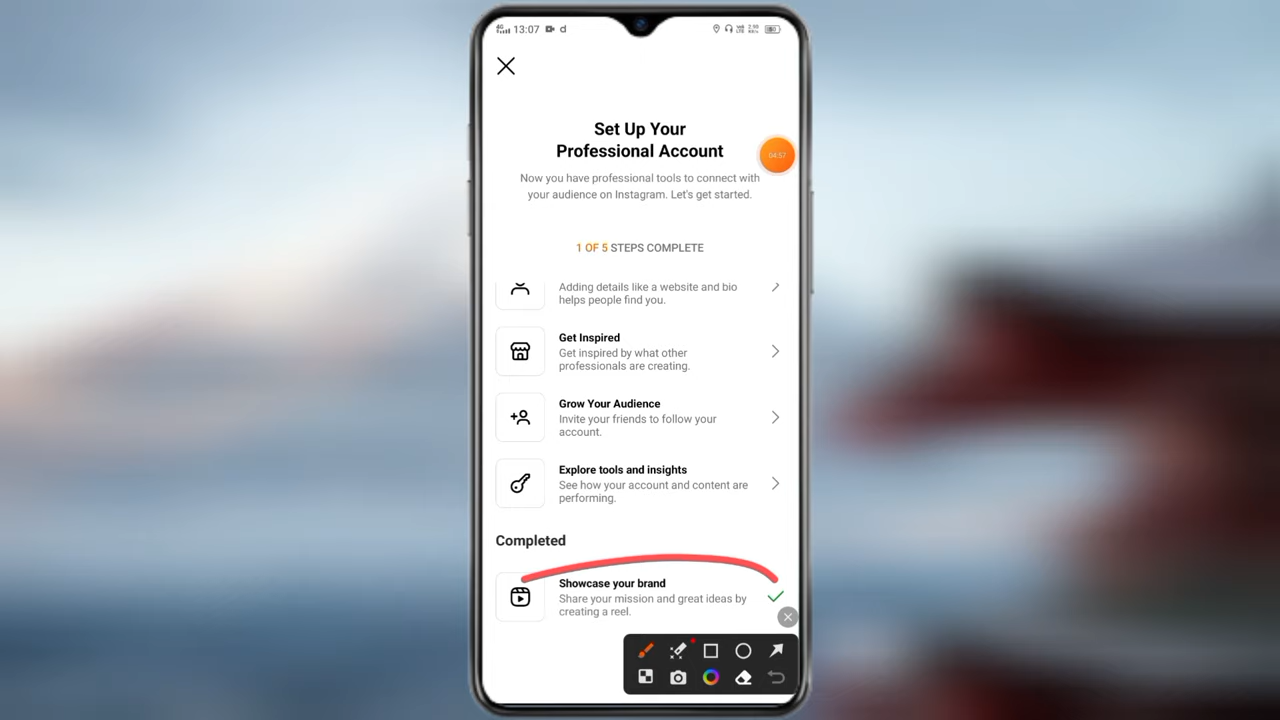 13:07 d
Set Up Your
Professional Account
04:57
Now you have professional tools to connect with
your audience on Instagram. Let's get started.
1 OF 5 STEPS COMPLETE
Adding details like a website and bio
helps people find you.
Get Inspired
Get inspired by what other
professionals are creating.
Grow Your Audience
Invite your friends to follow your
account.
Explore tools and insights
See how your account and content are
performing.
Completed
Showcase your brand
Share your mission and great ideas by
creating a reel.